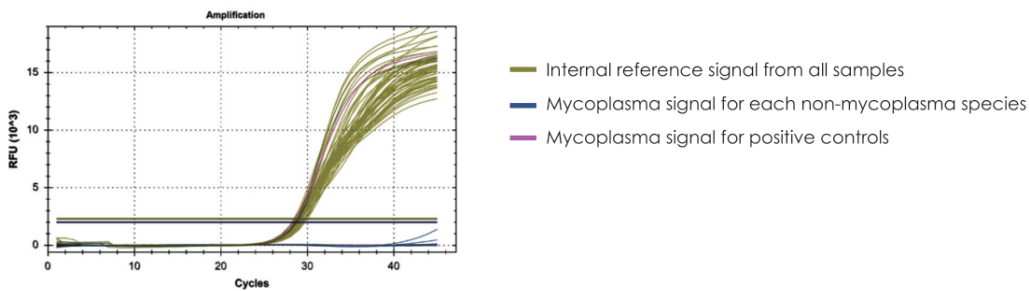 Amplification
15
10
5
0
RFU (10^3)
0
10
20
30
40
Cycles
Internal reference signal from all samples
Mycoplasma signal for each non-mycoplasma species
Mycoplasma signal for positive controls